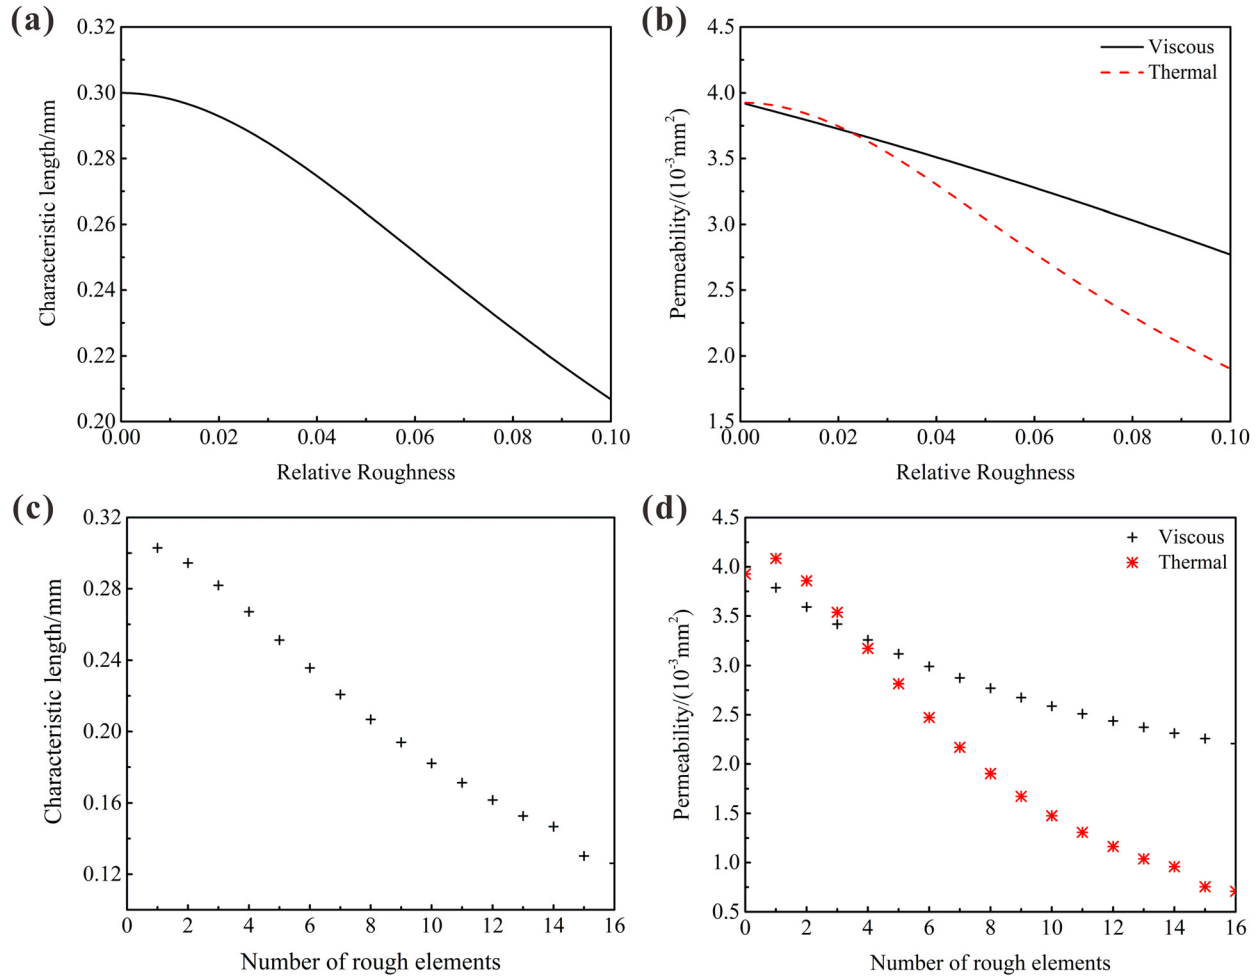 (a)
0.32
0.30
0.28
0.26
0.24
0.22
0.20
Characteristic length/mm
0.00 0.02 0.04 0.06 0.08 0.10
Relative Roughness
(b)
4.5
4.0
3.5
3.0
2.5
2.0
1.5
Permeability/(10⁻³mm²)
Viscous
Thermal
0.00 0.02 0.04 0.06 0.08 0.10
Relative Roughness
(c)
0.32
0.28
0.24
0.20
0.16
0.12
Characteristic length/mm
0 2 4 6 8 10 12 14 16
Number of rough elements
(d)
4.5
4.0
3.5
3.0
2.5
2.0
1.5
1.0
0.5
Permeability/(10⁻³mm²)
Viscous
Thermal
0 2 4 6 8 10 12 14 16
Number of rough elements